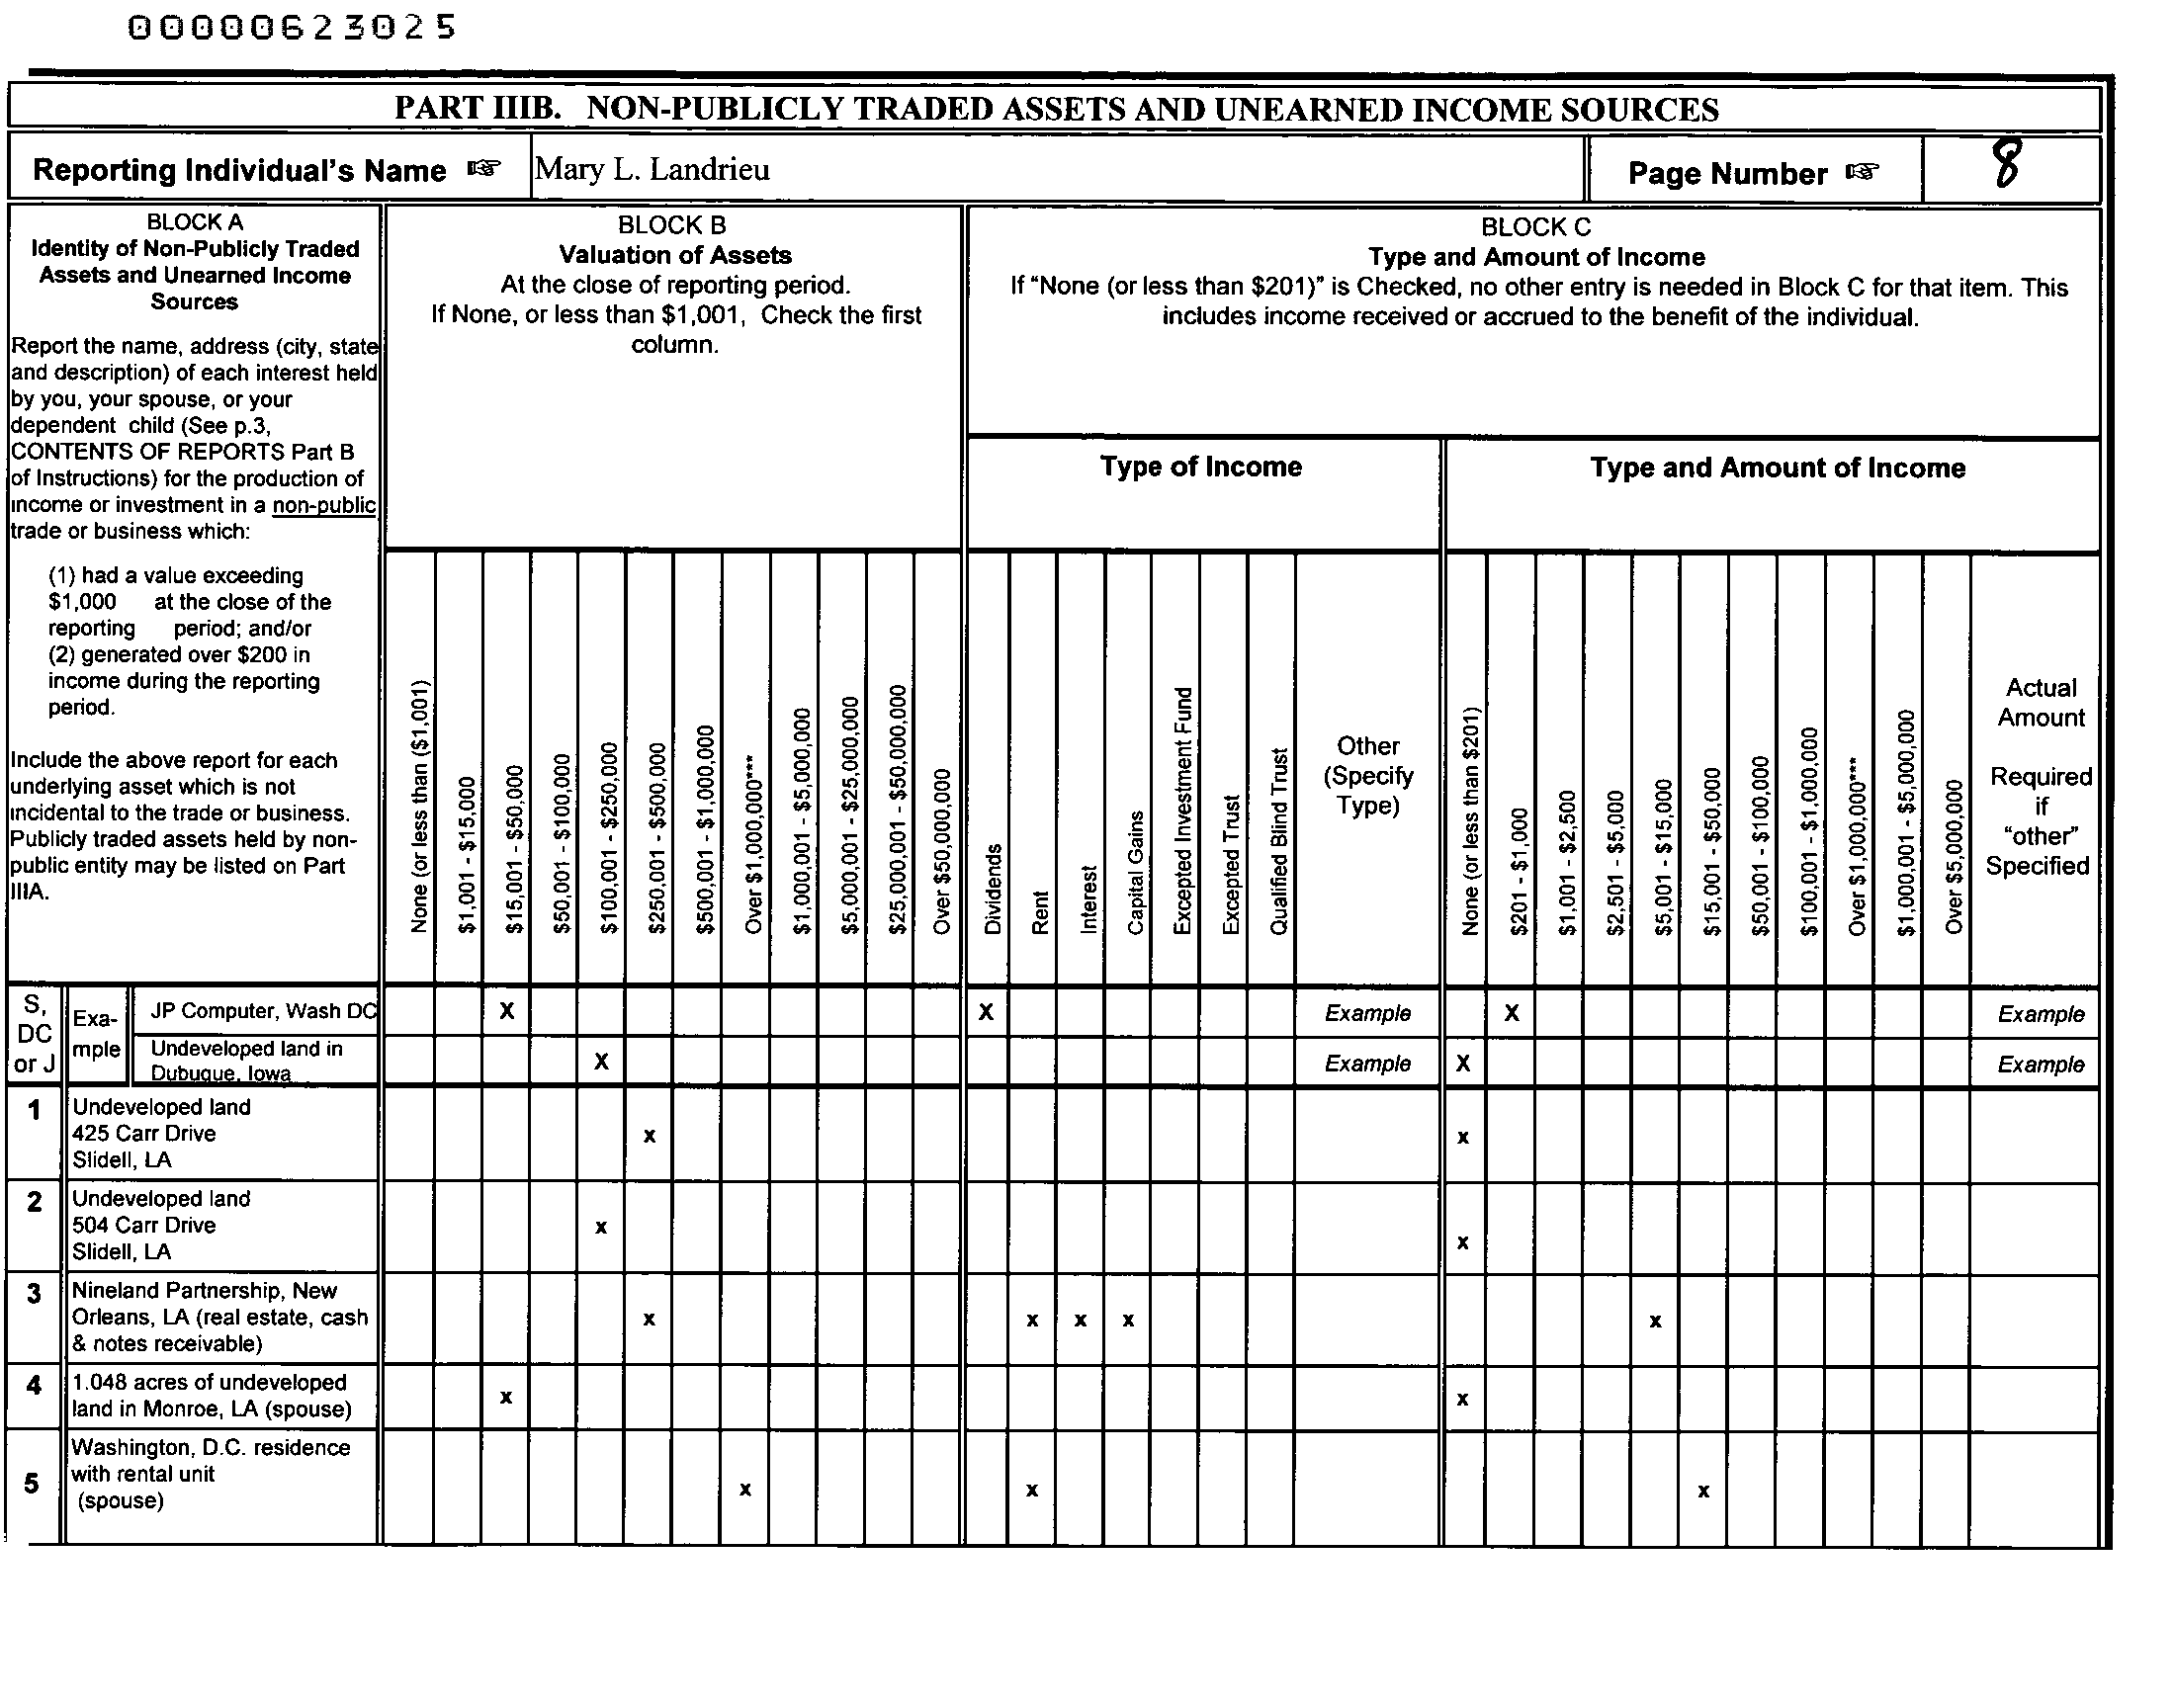 00000623025
PART IIIB. NON-PUBLICLY TRADED ASSETS AND UNEARNED INCOME SOURCES
Reporting Individual's Name ☞ Mary L. Landrieu Page Number ☞ 8
BLOCK A
Identity of Non-Publicly Traded
Assets and Unearned Income
Sources
Report the name, address (city, state
and description) of each interest held
by you, your spouse, or your
dependent child (See p.3,
CONTENTS OF REPORTS Part B
of Instructions) for the production of
income or investment in a non-public
trade or business which:
(1) had a value exceeding
$1,000 at the close of the
reporting period; and/or
(2) generated over $200 in
income during the reporting
period.
Include the above report for each
underlying asset which is not
incidental to the trade or business.
Publicly traded assets held by non-
public entity may be listed on Part
IIIA.
BLOCK B
Valuation of Assets
At the close of reporting period.
If None, or less than $1,001, Check the first
column.
None (or less than ($1,001)
$1,001 - $15,000
$15,001 - $50,000
$50,001 - $100,000
$100,001 - $250,000
$250,001 - $500,000
$500,001 - $1,000,000
Over $1,000,000***
$1,000,001 - $5,000,000
$5,000,001 - $25,000,000
$25,000,001 - $50,000,000
Over $50,000,000
BLOCK C
Type and Amount of Income
If “None (or less than $201)” is Checked, no other entry is needed in Block C for that item. This
includes income received or accrued to the benefit of the individual.
Type of Income
Dividends
Rent
Interest
Capital Gains
Excepted Investment Fund
Excepted Trust
Qualified Blind Trust
Other
(Specify
Type)
Type and Amount of Income
None (or less than $201)
$201 - $1,000
$1,001 - $2,500
$2,501 - $5,000
$5,001 - $15,000
$15,001 - $50,000
$50,001 - $100,000
$100,001 - $1,000,000
Over $1,000,000***
$1,000,001 - $5,000,000
Over $5,000,000
Actual
Amount
Required
if
“other”
Specified
S,
DC
or J
Exa-
mple
JP Computer, Wash DC X X Example X Example
Undeveloped land in
Dubuque, Iowa X Example X Example
1 Undeveloped land
425 Carr Drive x x
Slidell, LA
2 Undeveloped land
504 Carr Drive x x
Slidell, LA
3 Nineland Partnership, New
Orleans, LA (real estate, cash x x x x x
& notes receivable)
4 1.048 acres of undeveloped
land in Monroe, LA (spouse) x x
Washington, D.C. residence
5 with rental unit x x x
(spouse)